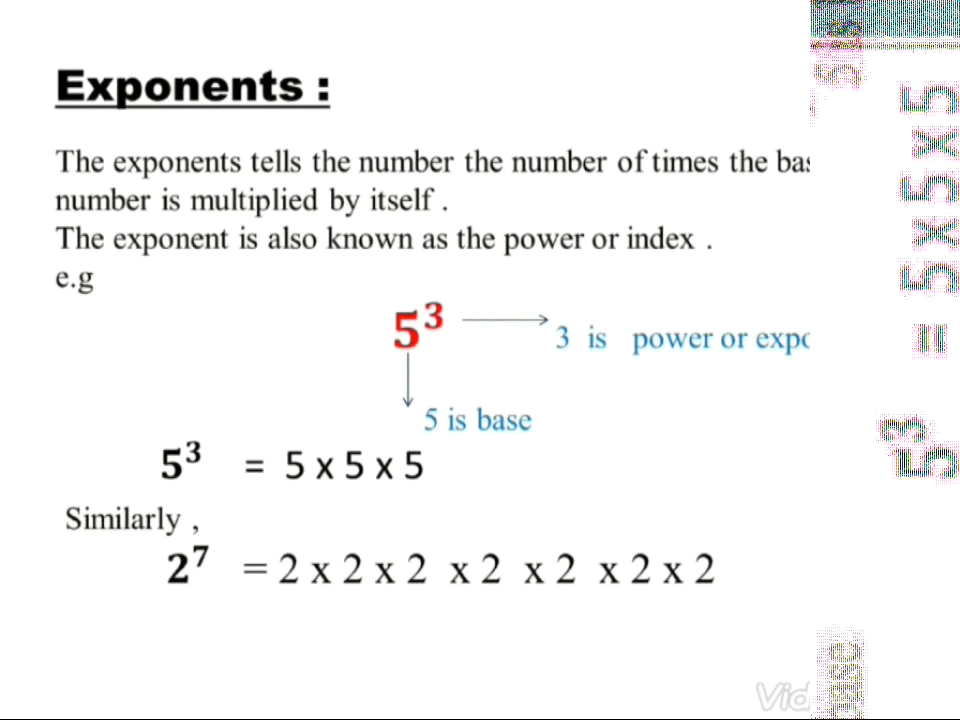 Exponents :
The exponents tells the number the number of times the
number is multiplied by itself .
The exponent is also known as the power or index .
e.g
5³
3 is power or
5 is base
5³ = 5 x 5 x 5
Similarly ,
2⁷ = 2 x 2 x 2 x 2 x 2 x 2 x 2
5³ = 5 x 5 x 5